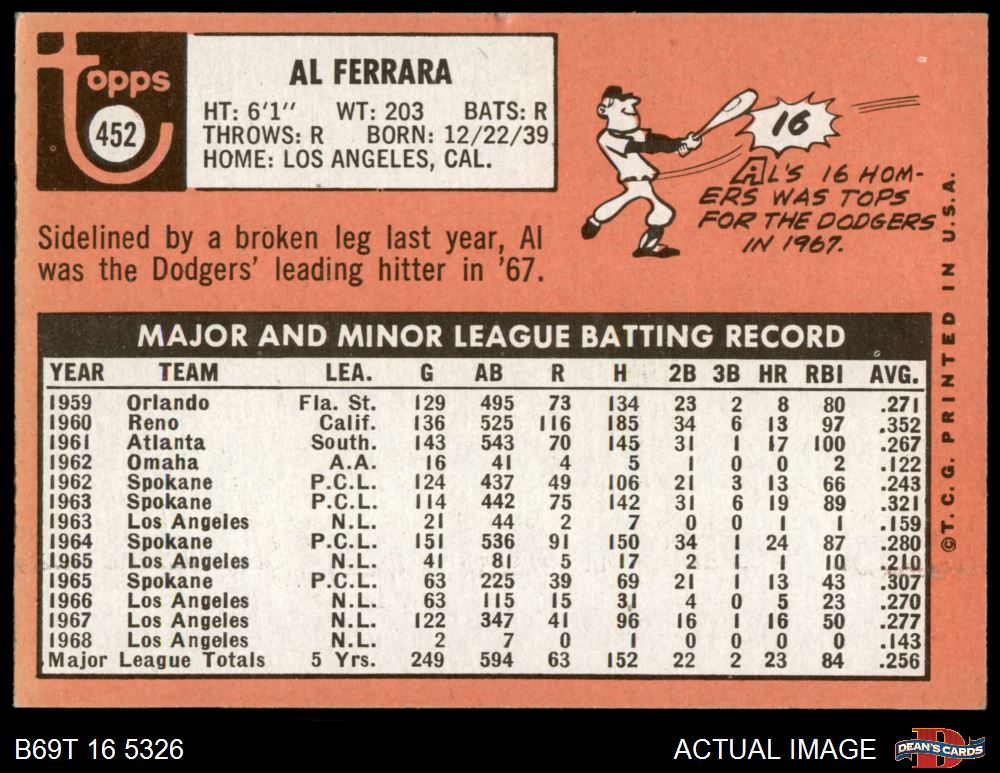 topps
452
AL FERRARA
HT: 6'1" WT: 203 BATS: R
THROWS: R BORN: 12/22/39
HOME: LOS ANGELES, CAL.
Sidelined by a broken leg last year, Al
was the Dodgers' leading hitter in '67.
16
AL'S 16 HOM-
ERS WAS TOPS
FOR THE DODGERS
IN 1967.
MAJOR AND MINOR LEAGUE BATTING RECORD
YEAR TEAM LEA. G AB R H 2B 3B HR RBI AVG.
1959 Orlando Fla. St. 129 495 73 134 23 2 8 80 .271
1960 Reno Calif. 136 525 116 185 34 6 13 97 .352
1961 Atlanta South. 143 543 70 145 31 1 17 100 .267
1962 Omaha A.A. 16 41 4 5 1 0 0 2 .122
1962 Spokane P.C.L. 124 437 49 106 21 3 13 66 .243
1963 Spokane P.C.L. 114 442 75 142 31 6 19 89 .321
1963 Los Angeles N.L. 21 44 2 7 0 0 1 1 .159
1964 Spokane P.C.L. 151 536 91 150 34 1 24 87 .280
1965 Los Angeles N.L. 41 81 5 17 2 1 1 10 .210
1965 Spokane P.C.L. 63 225 39 69 21 1 13 43 .307
1966 Los Angeles N.L. 63 115 15 31 4 0 5 23 .270
1967 Los Angeles N.L. 122 347 41 96 16 1 16 50 .277
1968 Los Angeles N.L. 2 7 0 1 0 0 0 0 .143
Major League Totals 5 Yrs. 249 594 63 152 22 2 23 84 .256
©T.C.G. PRINTED IN U.S.A.
B69T 16 5326
ACTUAL IMAGE
D
DEAN'S CARDS